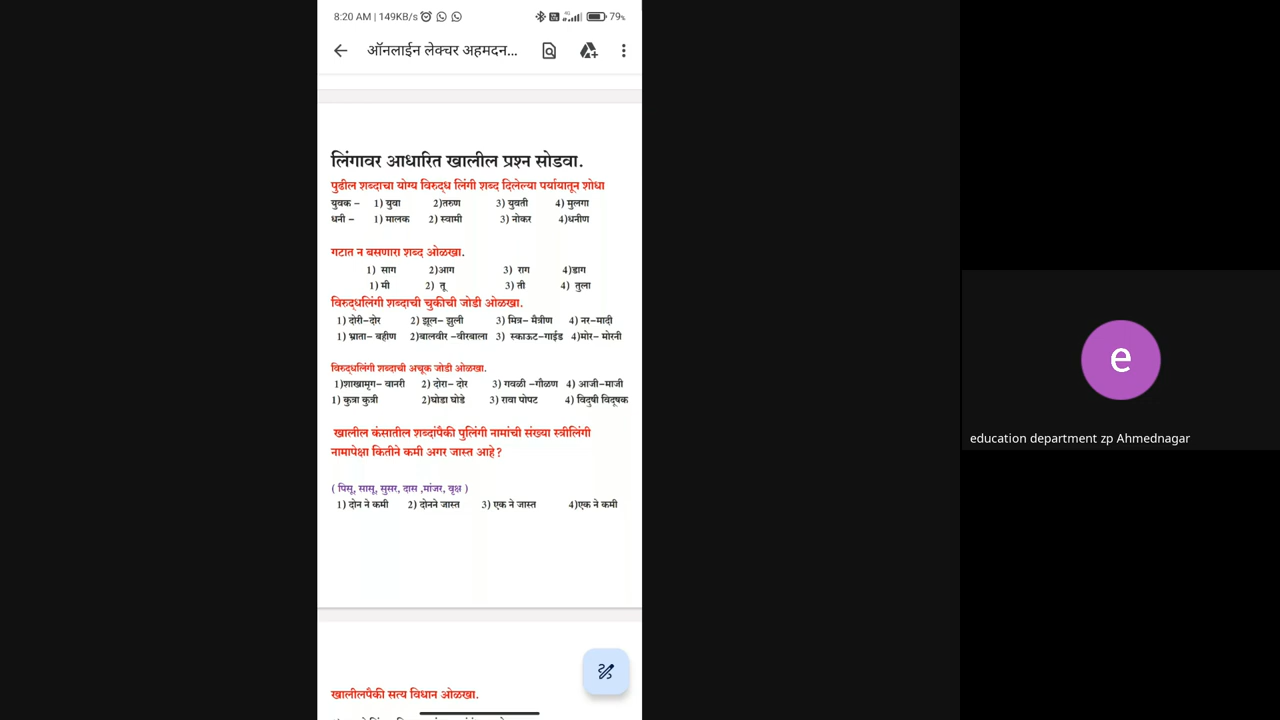 8:20 AM | 149KB/s
4G
79%
ऑनलाईन लेक्चर अहमदन...
लिंगावर आधारित खालील प्रश्न सोडवा.
पुढील शब्दाचा योग्य विरुद्ध लिंगी शब्द दिलेल्या पर्यायातून शोधा
युवक – 1) युवा 2)तरुण 3) युवती 4) मुलगा
धनी – 1) मालक 2) स्वामी 3) नोकर 4)धनीण
गटात न बसणारा शब्द ओळखा.
1) साग 2)आग 3) राग 4)डाग
1) मी 2) तू 3) ती 4) तुला
विरुद्धलिंगी शब्दाची चुकीची जोडी ओळखा.
1) दोरी–दोर 2) झूल– झुली 3) मित्र– मैत्रीण 4) नर–मादी
1) भ्राता– बहीण 2)बालवीर –वीरबाला 3) स्काऊट–गाईड 4)मोर– मोरनी
विरुद्धलिंगी शब्दाची अचूक जोडी ओळखा.
1)शाखामृग– वानरी 2) दोरा– दोर 3) गवळी –गौळण 4) आजी–माजी
1) कुत्रा कुत्री 2)घोडा घोडे 3) रावा पोपट 4) विदुषी विदूषक
खालील कंसातील शब्दांपैकी पुलिंगी नामांची संख्या स्त्रीलिंगी
नामापेक्षा कितीने कमी अगर जास्त आहे?
( पिसू, सासू, सुसर, दास ,मांजर, वृक्ष )
1) दोन ने कमी 2) दोनने जास्त 3) एक ने जास्त 4)एक ने कमी
खालीलपैकी सत्य विधान ओळखा.
e
education department zp Ahmednagar